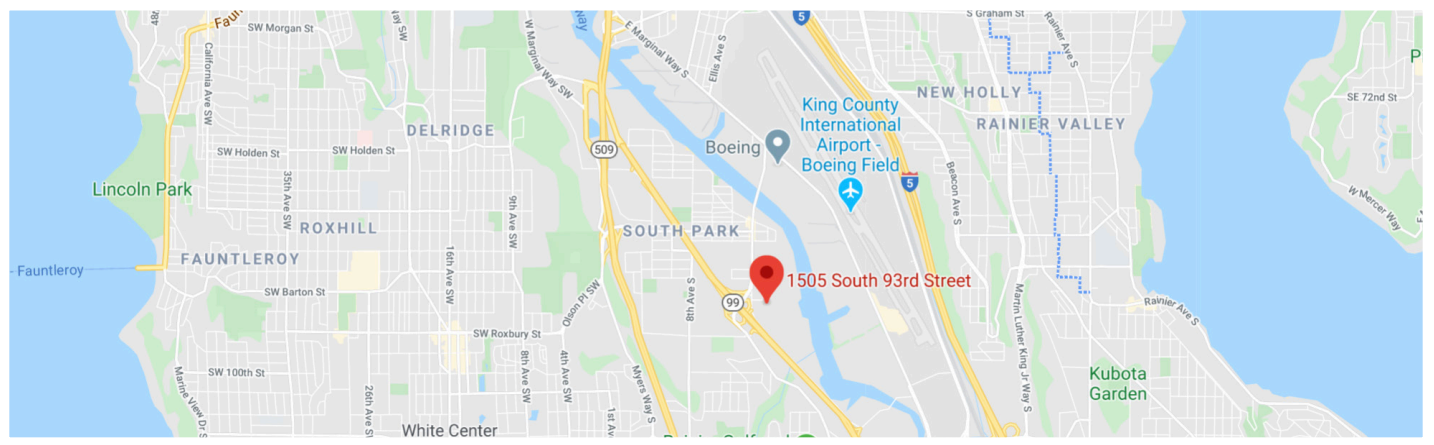 48th
Fau
SW Morgan St
California Ave SW
way
E Marginal Way S
W Marginal Way SW
Ellis Ave S
5
S Graham St
Rainier Ave S
P
SE 72nd St
NEW HOLLY
RAINIER VALLEY
King County
International
Airport -
Boeing Field
DELRIDGE
Boeing
509
SW Holden St
SW Holden St
5
Lincoln Park
35th Ave SW
9th Ave SW
Beacon Ave S
W Mercer Way
ROXHILL
SOUTH PARK
FAUNTLEROY
Fauntleroy
16th Ave SW
1505 South 93rd Street
SW Barton St
Olson Pl SW
8th Ave S
99
Martin Luther King Jr Way S
Rainier Ave S
SW Roxbury St
SW 100th St
8th Ave SW
4th Ave SW
Myers Way S
Kubota
Garden
Marine View Dr S
26th Ave SW
1st Av
White Center